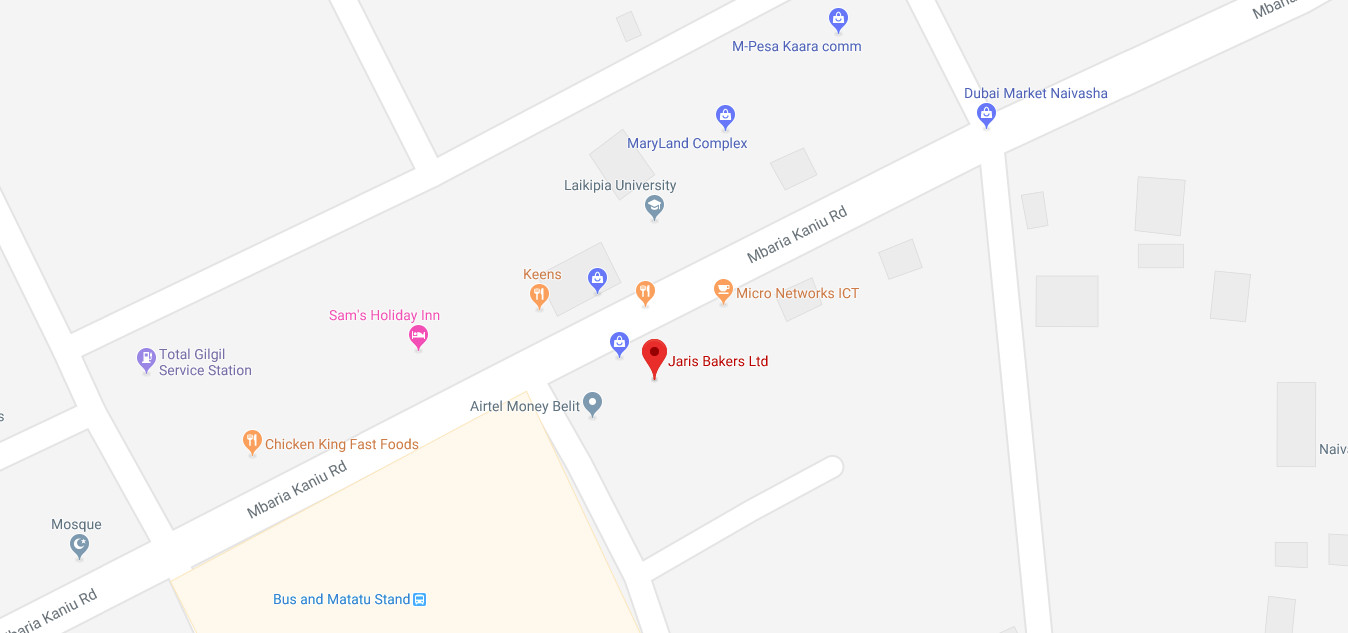 Mbaria
M-Pesa Kaara comm
Dubai Market Naivasha
MaryLand Complex
Laikipia University
Mbaria Kaniu Rd
Keens
Micro Networks ICT
Sam's Holiday Inn
Total Gilgil
Service Station
Jaris Bakers Ltd
Airtel Money Belit
Chicken King Fast Foods
s
Naiv
Mbaria Kaniu Rd
Mosque
Bus and Matatu Stand
Mbaria Kaniu Rd